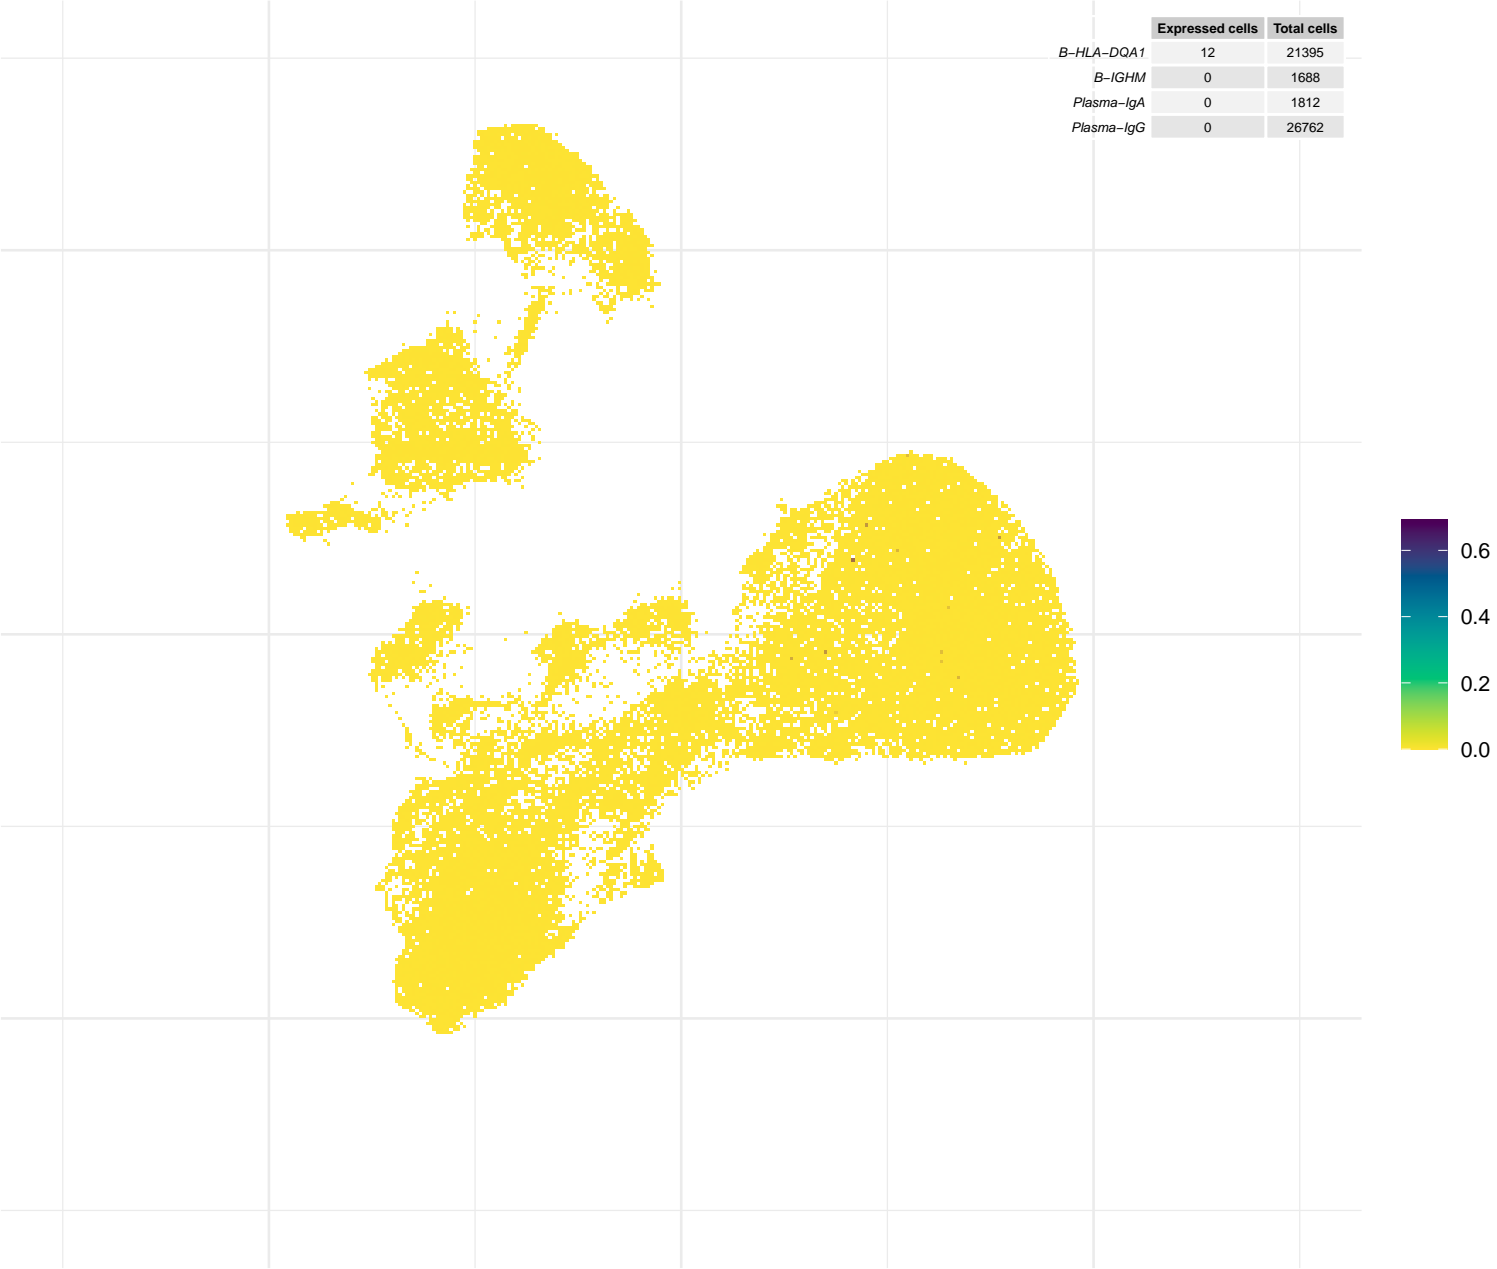 Expressed cells Total cells
B−HLA−DQA1 12 21395
B−IGHM 0 1688
Plasma−IgA 0 1812
Plasma−IgG 0 26762
0.6
0.4
0.2
0.0